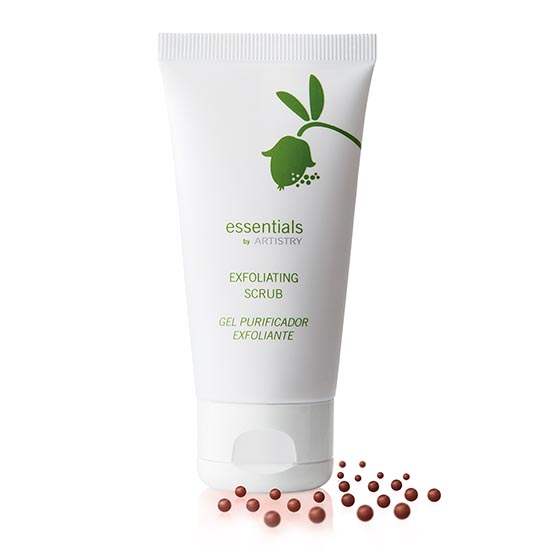 essentials
by ARTISTRY
EXFOLIATING
SCRUB
GEL PURIFICADOR
EXFOLIANTE